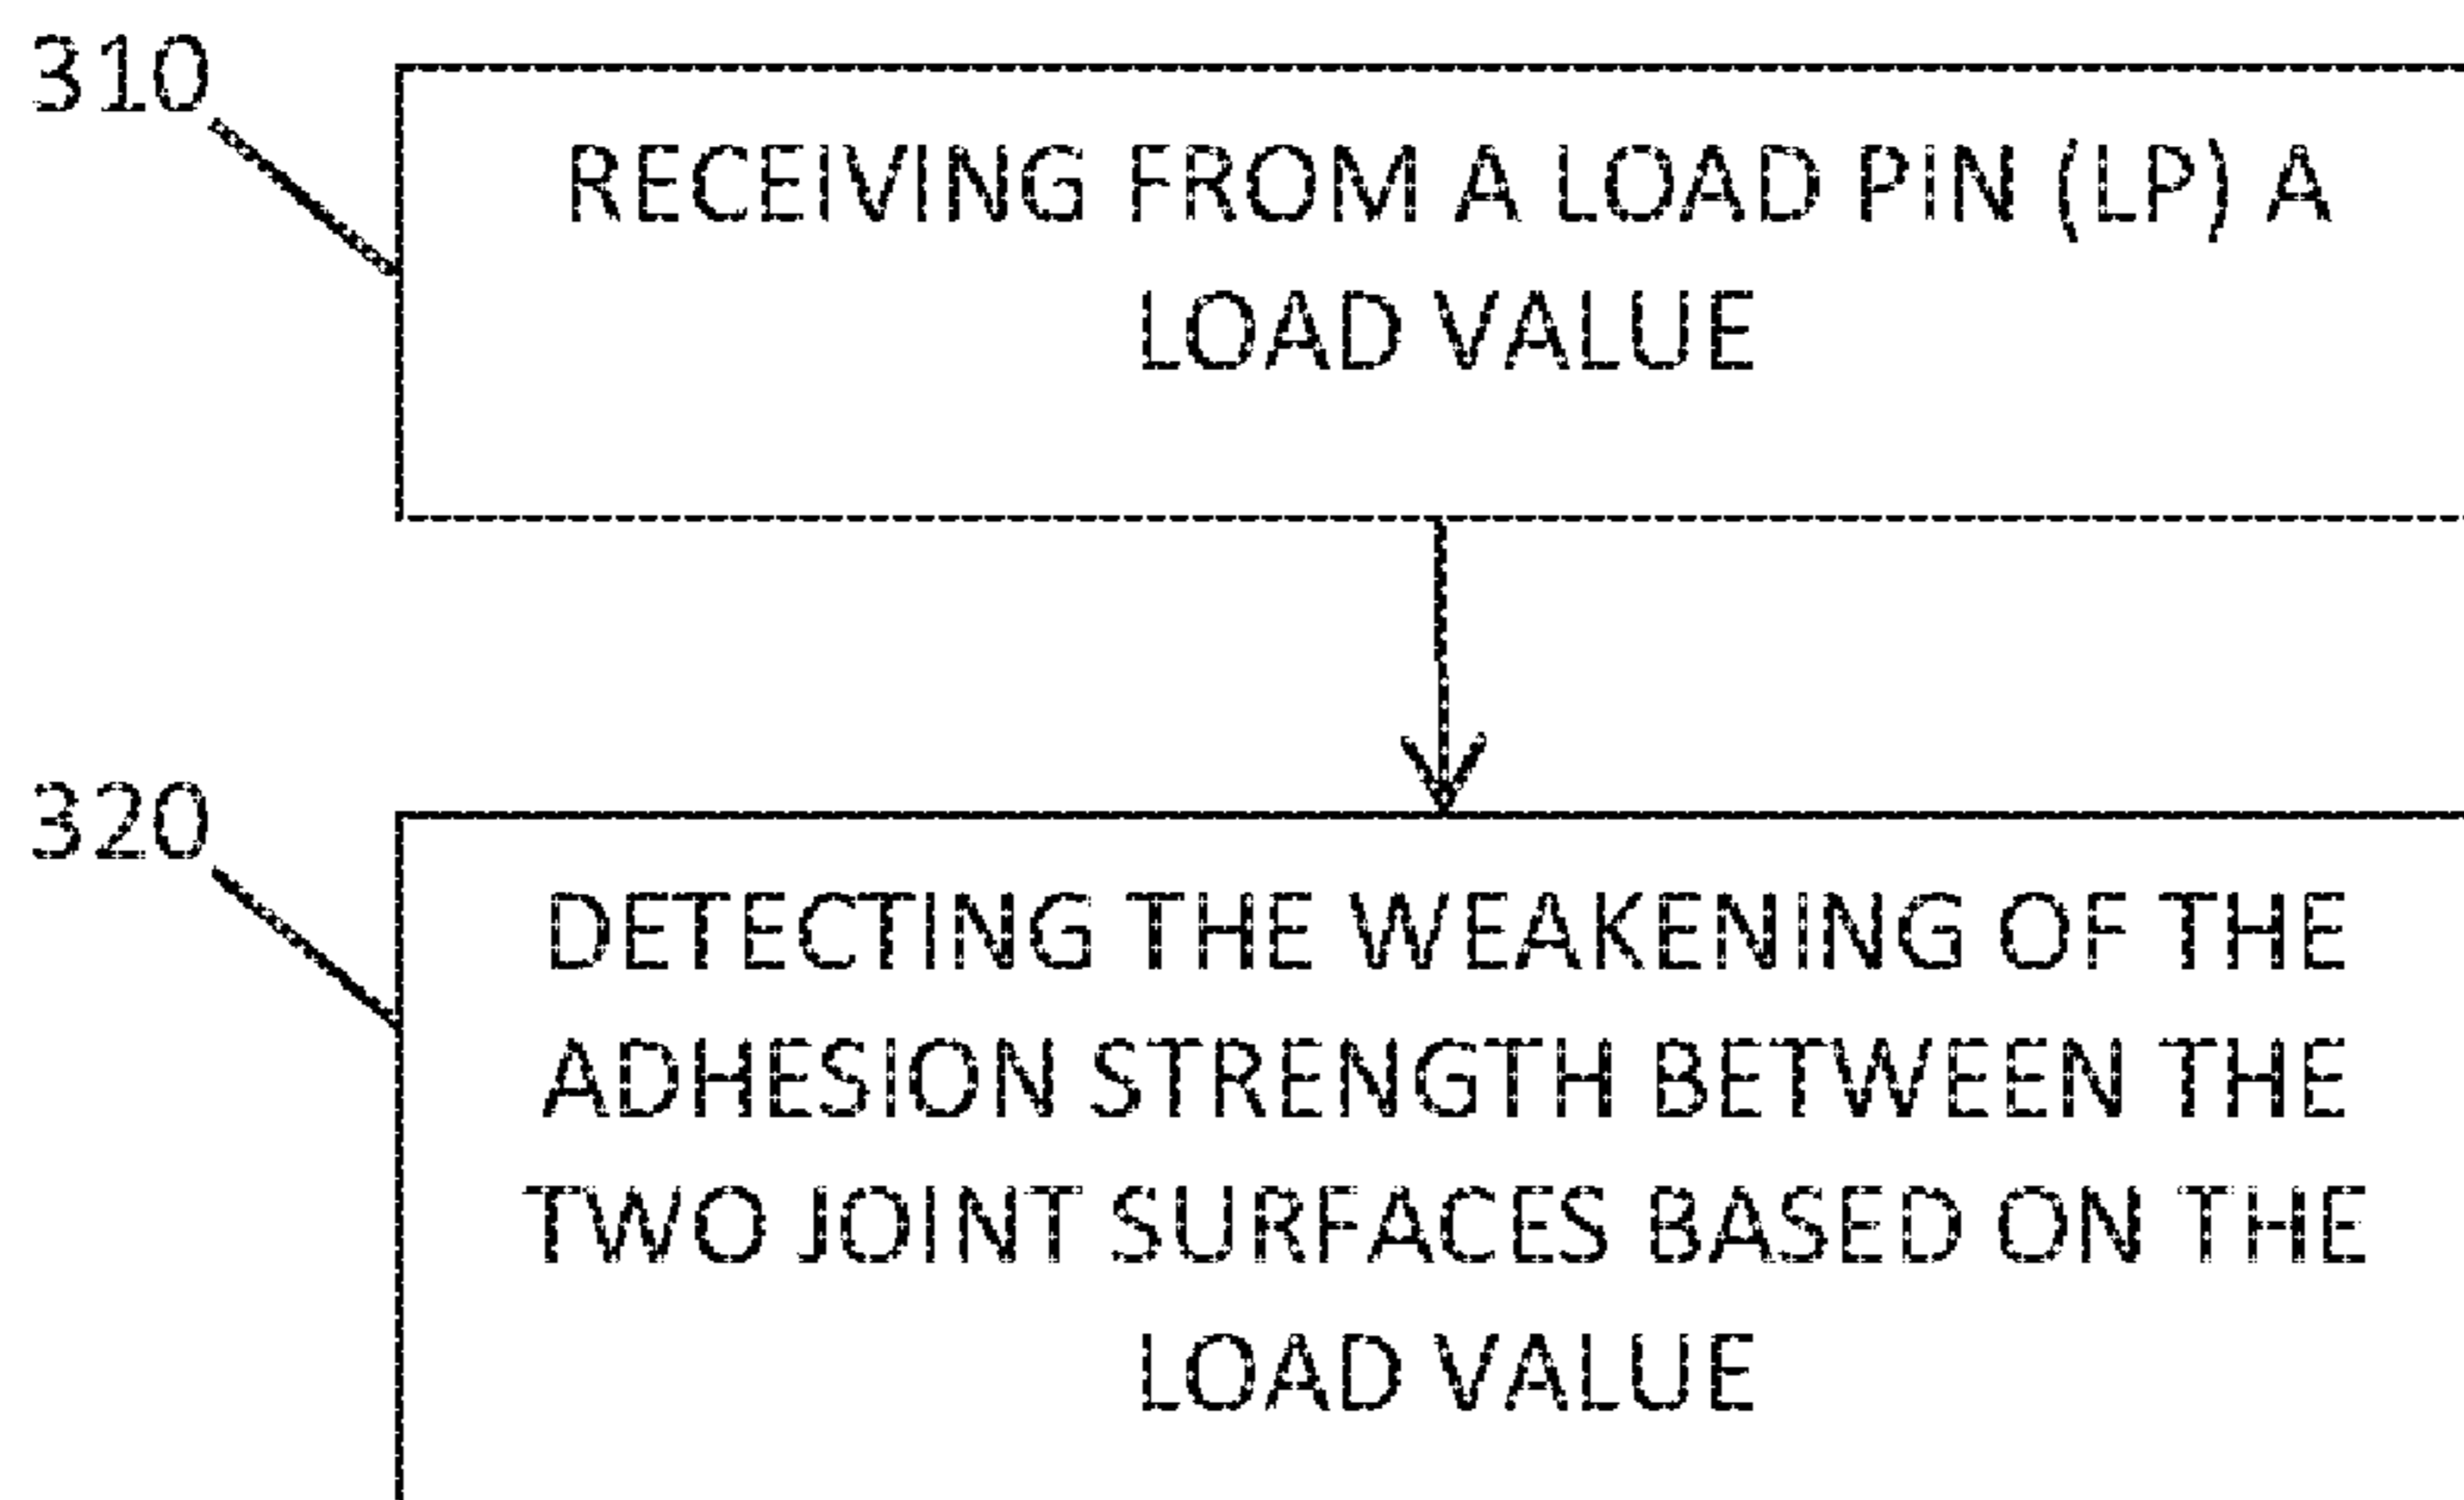 310
RECEIVING FROM A LOAD PIN (LP) A
LOAD VALUE
320
DETECTING THE WEAKENING OF THE
ADHESION STRENGTH BETWEEN THE
TWO JOINT SURFACES BASED ON THE
LOAD VALUE